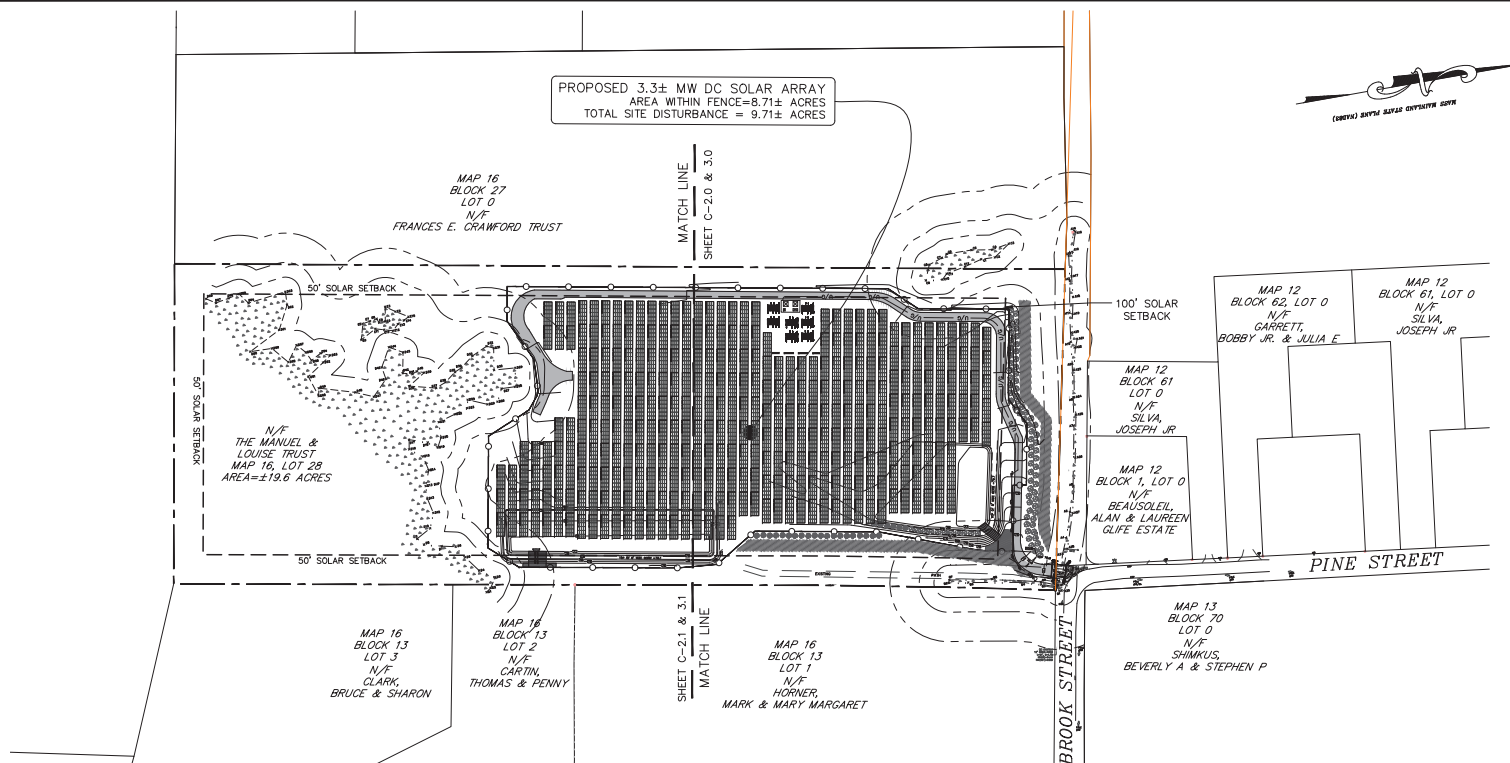 PROPOSED 3.3± MW DC SOLAR ARRAY
AREA WITHIN FENCE=8.71± ACRES
TOTAL SITE DISTURBANCE = 9.71± ACRES
MASS MAINLAND STATE PLANE (NAD83)
MATCH LINE
SHEET C-2.0 & 3.0
MAP 16
BLOCK 27
LOT 0
N/F
FRANCES E. CRAWFORD TRUST
50' SOLAR SETBACK
100' SOLAR
SETBACK
MAP 12
BLOCK 62, LOT 0
N/F
GARRETT,
BOBBY JR. & JULIA E
MAP 12
BLOCK 61, LOT 0
N/F
SILVA,
JOSEPH JR
MAP 12
BLOCK 61
LOT 0
N/F
SILVA,
JOSEPH JR
50' SOLAR SETBACK
N/F
THE MANUEL &
LOUISE TRUST
MAP 16, LOT 28
AREA=±19.6 ACRES
MAP 12
BLOCK 1, LOT 0
N/F
BEAUSOLEIL,
ALAN & LAUREEN
GLIFE ESTATE
50' SOLAR SETBACK
EXISTING
PATH
PINE STREET
MAP 16
BLOCK 13
LOT 3
N/F
CLARK,
BRUCE & SHARON
MAP 16
BLOCK 13
LOT 2
N/F
CARTIN,
THOMAS & PENNY
SHEET C-2.1 & 3.1
MATCH LINE
MAP 16
BLOCK 13
LOT 1
N/F
HORNER,
MARK & MARY MARGARET
BROOK STREET
MAP 13
BLOCK 70
LOT 0
N/F
SHIMKUS,
BEVERLY A & STEPHEN P